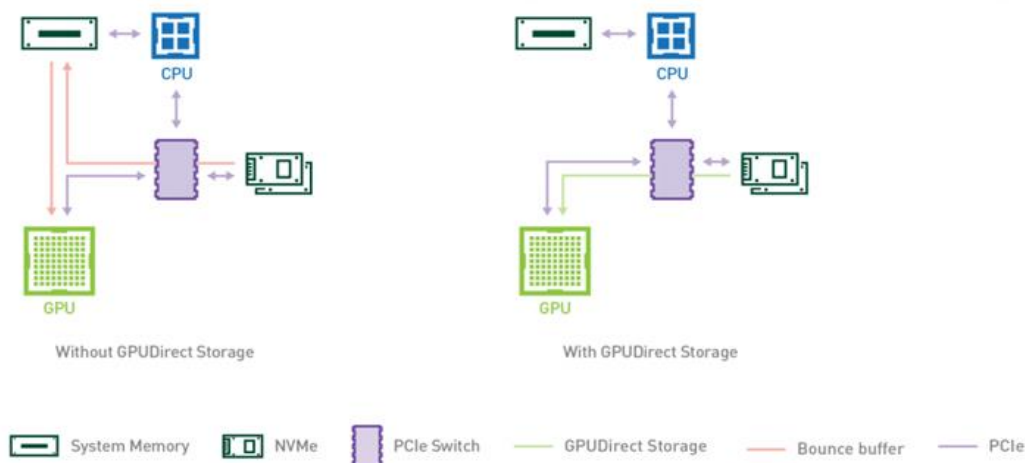 CPU
GPU
Without GPUDirect Storage
CPU
GPU
With GPUDirect Storage
System Memory
NVMe
PCIe Switch
GPUDirect Storage
Bounce buffer
PCIe